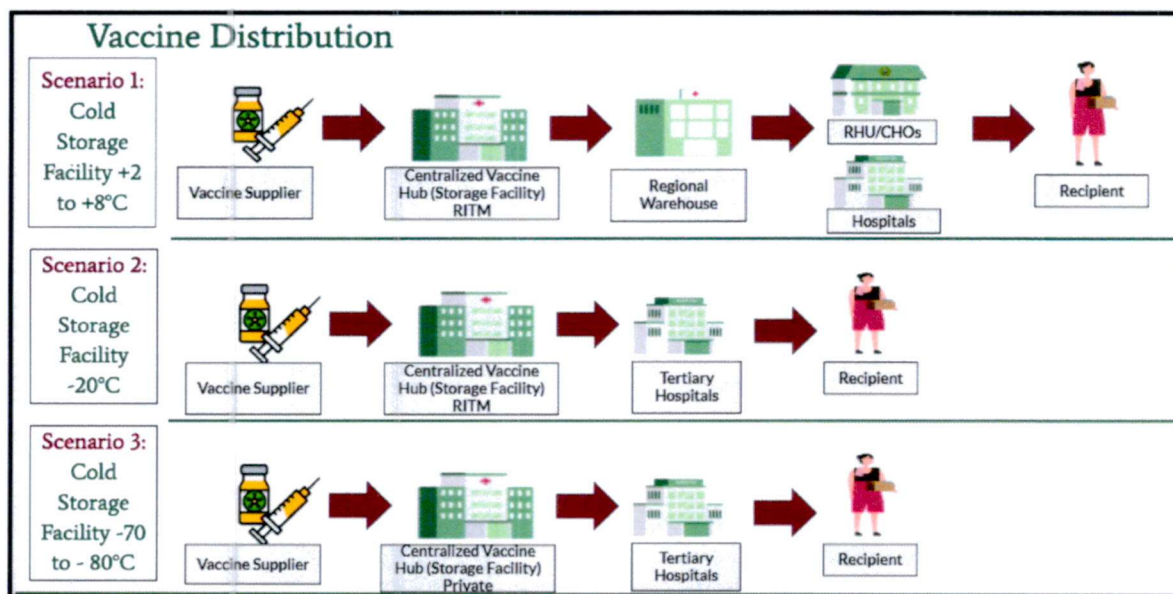 Vaccine Distribution
Scenario 1:
Cold
Storage
Facility +2
to +8°C
Vaccine Supplier
Centralized Vaccine
Hub (Storage Facility)
RITM
Regional
Warehouse
RHU/CHOs
Hospitals
Recipient
Scenario 2:
Cold
Storage
Facility
-20°C
Vaccine Supplier
Centralized Vaccine
Hub (Storage Facility)
RITM
Tertiary
Hospitals
Recipient
Scenario 3:
Cold
Storage
Facility -70
to - 80°C
Vaccine Supplier
Centralized Vaccine
Hub (Storage Facility)
Private
Tertiary
Hospitals
Recipient